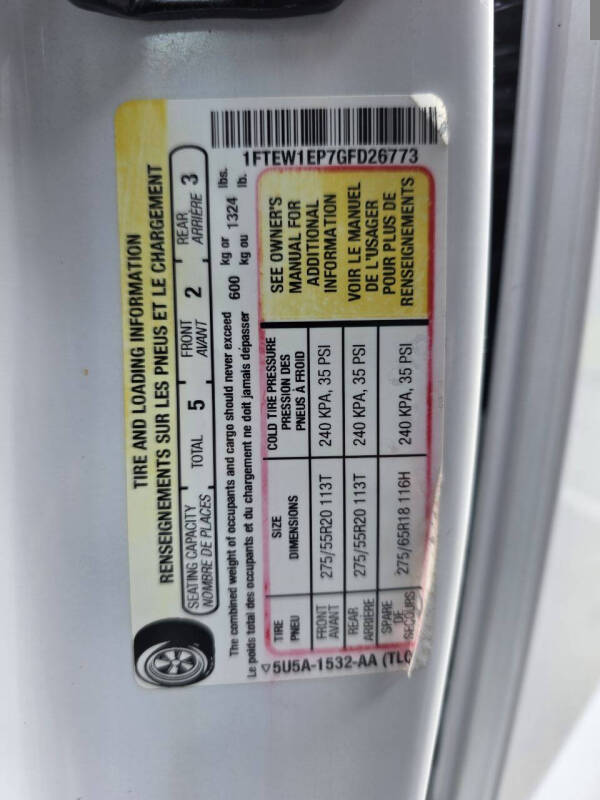 1FTEW1EP7GFD26773
TIRE AND LOADING INFORMATION
RENSEIGNEMENTS SUR LES PNEUS ET LE CHARGEMENT
SEATING CAPACITY TOTAL 5 FRONT 2 REAR 3
NOMBRE DE PLACES AVANT ARRIÈRE
The combined weight of occupants and cargo should never exceed 600 kg or 1324 lbs.
Le poids total des occupants et du chargement ne doit jamais dépasser kg ou lb.
TIRE SIZE COLD TIRE PRESSURE
PNEU DIMENSIONS PRESSION DES
PNEUS À FROID
FRONT 275/55R20 113T 240 KPA, 35 PSI
AVANT
REAR 275/55R20 113T 240 KPA, 35 PSI
ARRIÈRE
SPARE 275/65R18 116H 240 KPA, 35 PSI
DE
SECOURS
SEE OWNER'S
MANUAL FOR
ADDITIONAL
INFORMATION
VOIR LE MANUEL
DE L'USAGER
POUR PLUS DE
RENSEIGNEMENTS
5U5A-1532-AA (TLC